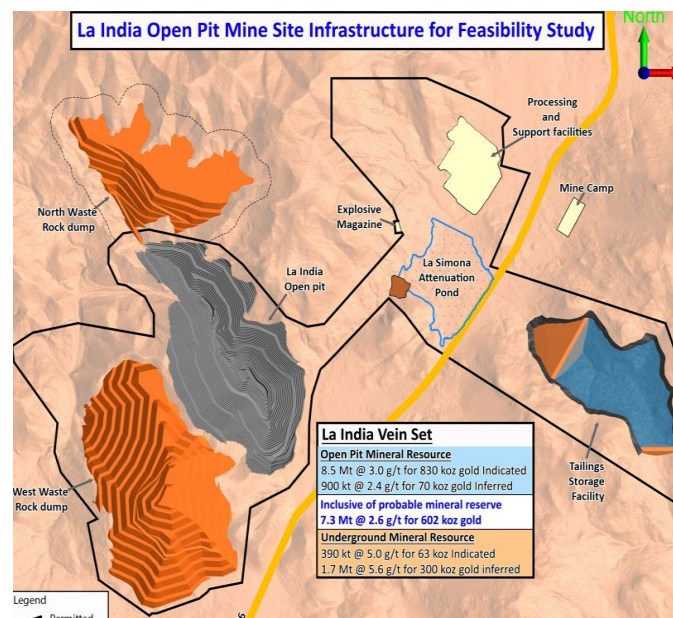 La India Open Pit Mine Site Infrastructure for Feasibility Study
North
Processing
and
Support facilities
Mine Camp
North Waste
Rock dump
Explosive
Magazine
La India
Open pit
La Simona
Attenuation
Pond
West Waste
Rock dump
Tailings
Storage
Facility
La India Vein Set
Open Pit Mineral Resource
8.5 Mt @ 3.0 g/t for 830 koz gold Indicated
900 kt @ 2.4 g/t for 70 koz gold Inferred
Inclusive of probable mineral reserve
7.3 Mt @ 2.6 g/t for 602 koz gold
Underground Mineral Resource
390 kt @ 5.0 g/t for 63 koz Indicated
1.7 Mt @ 5.6 g/t for 300 koz gold inferred
Legend
Permitted